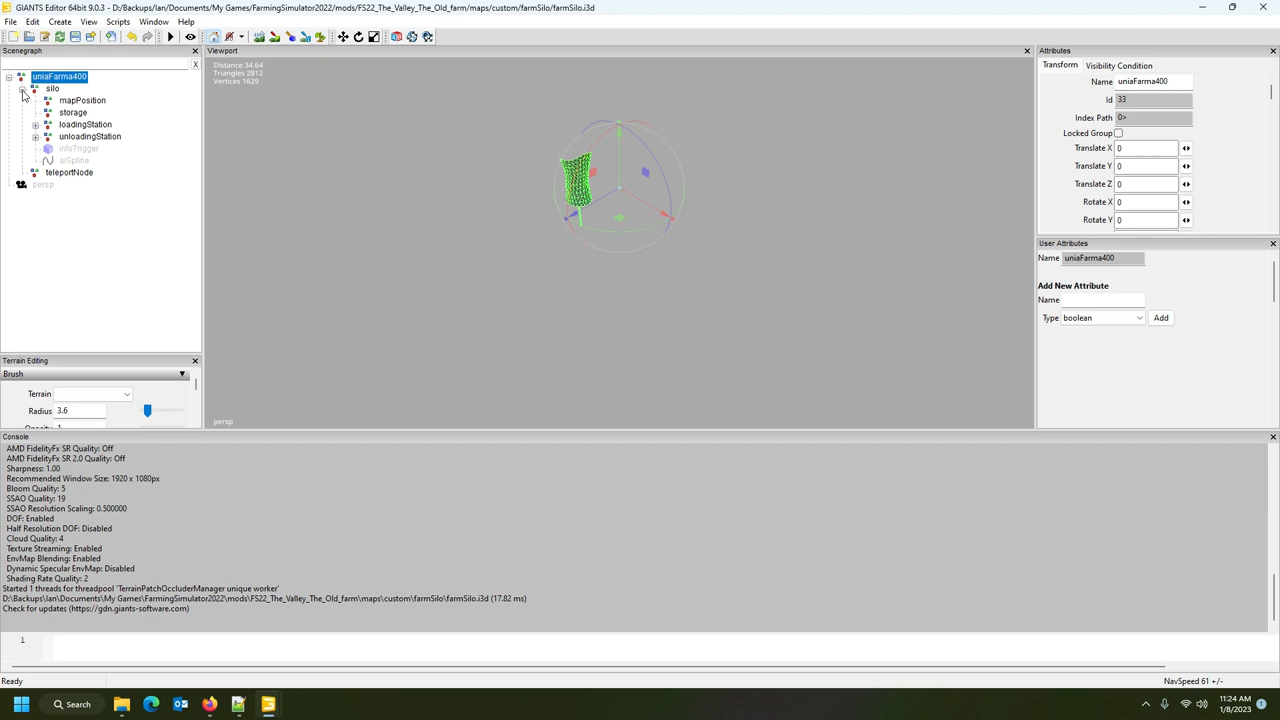 GIANTS Editor 64bit 9.0.3 - D:/Backups/Ian/Documents/My Games/FarmingSimulator2022/mods/FS22_The_Valley_The_Old_farm/maps/custom/farmSilo/farmSilo.i3d
File Edit Create View Scripts Window Help
Scenegraph
X
uniaFarma400
silo
mapPosition
storage
loadingStation
unloadingStation
infoTrigger
aiSpline
teleportNode
persp
Terrain Editing
Brush
Terrain
Radius 3.6
Viewport
Distance 34.64
Triangles 2812
Vertices 1629
persp
Attributes
Transform Visibility Condition
Name uniaFarma400
Id 33
Index Path 0>
Locked Group
Translate X 0
Translate Y 0
Translate Z 0
Rotate X 0
Rotate Y 0
User Attributes
Name uniaFarma400
Add New Attribute
Name
Type boolean Add
Console
AMD FidelityFx SR Quality: Off
AMD FidelityFx SR 2.0 Quality: Off
Sharpness: 1.00
Recommended Window Size: 1920 x 1080px
Bloom Quality: 5
SSAO Quality: 19
SSAO Resolution Scaling: 0.500000
DOF: Enabled
Half Resolution DOF: Disabled
Cloud Quality: 4
Texture Streaming: Enabled
EnvMap Blending: Enabled
Dynamic Specular EnvMap: Disabled
Shading Rate Quality: 2
Started 1 threads for threadpool 'TerrainPatchOccluderManager unique worker'
D:\Backups\Ian\Documents\My Games\FarmingSimulator2022\mods\FS22_The_Valley_The_Old_farm\maps\custom\farmSilo\farmSilo.i3d (17.82 ms)
Check for updates (https://gdn.giants-software.com)
1
Ready
NavSpeed 61 +/-
Search
11:24 AM
1/8/2023